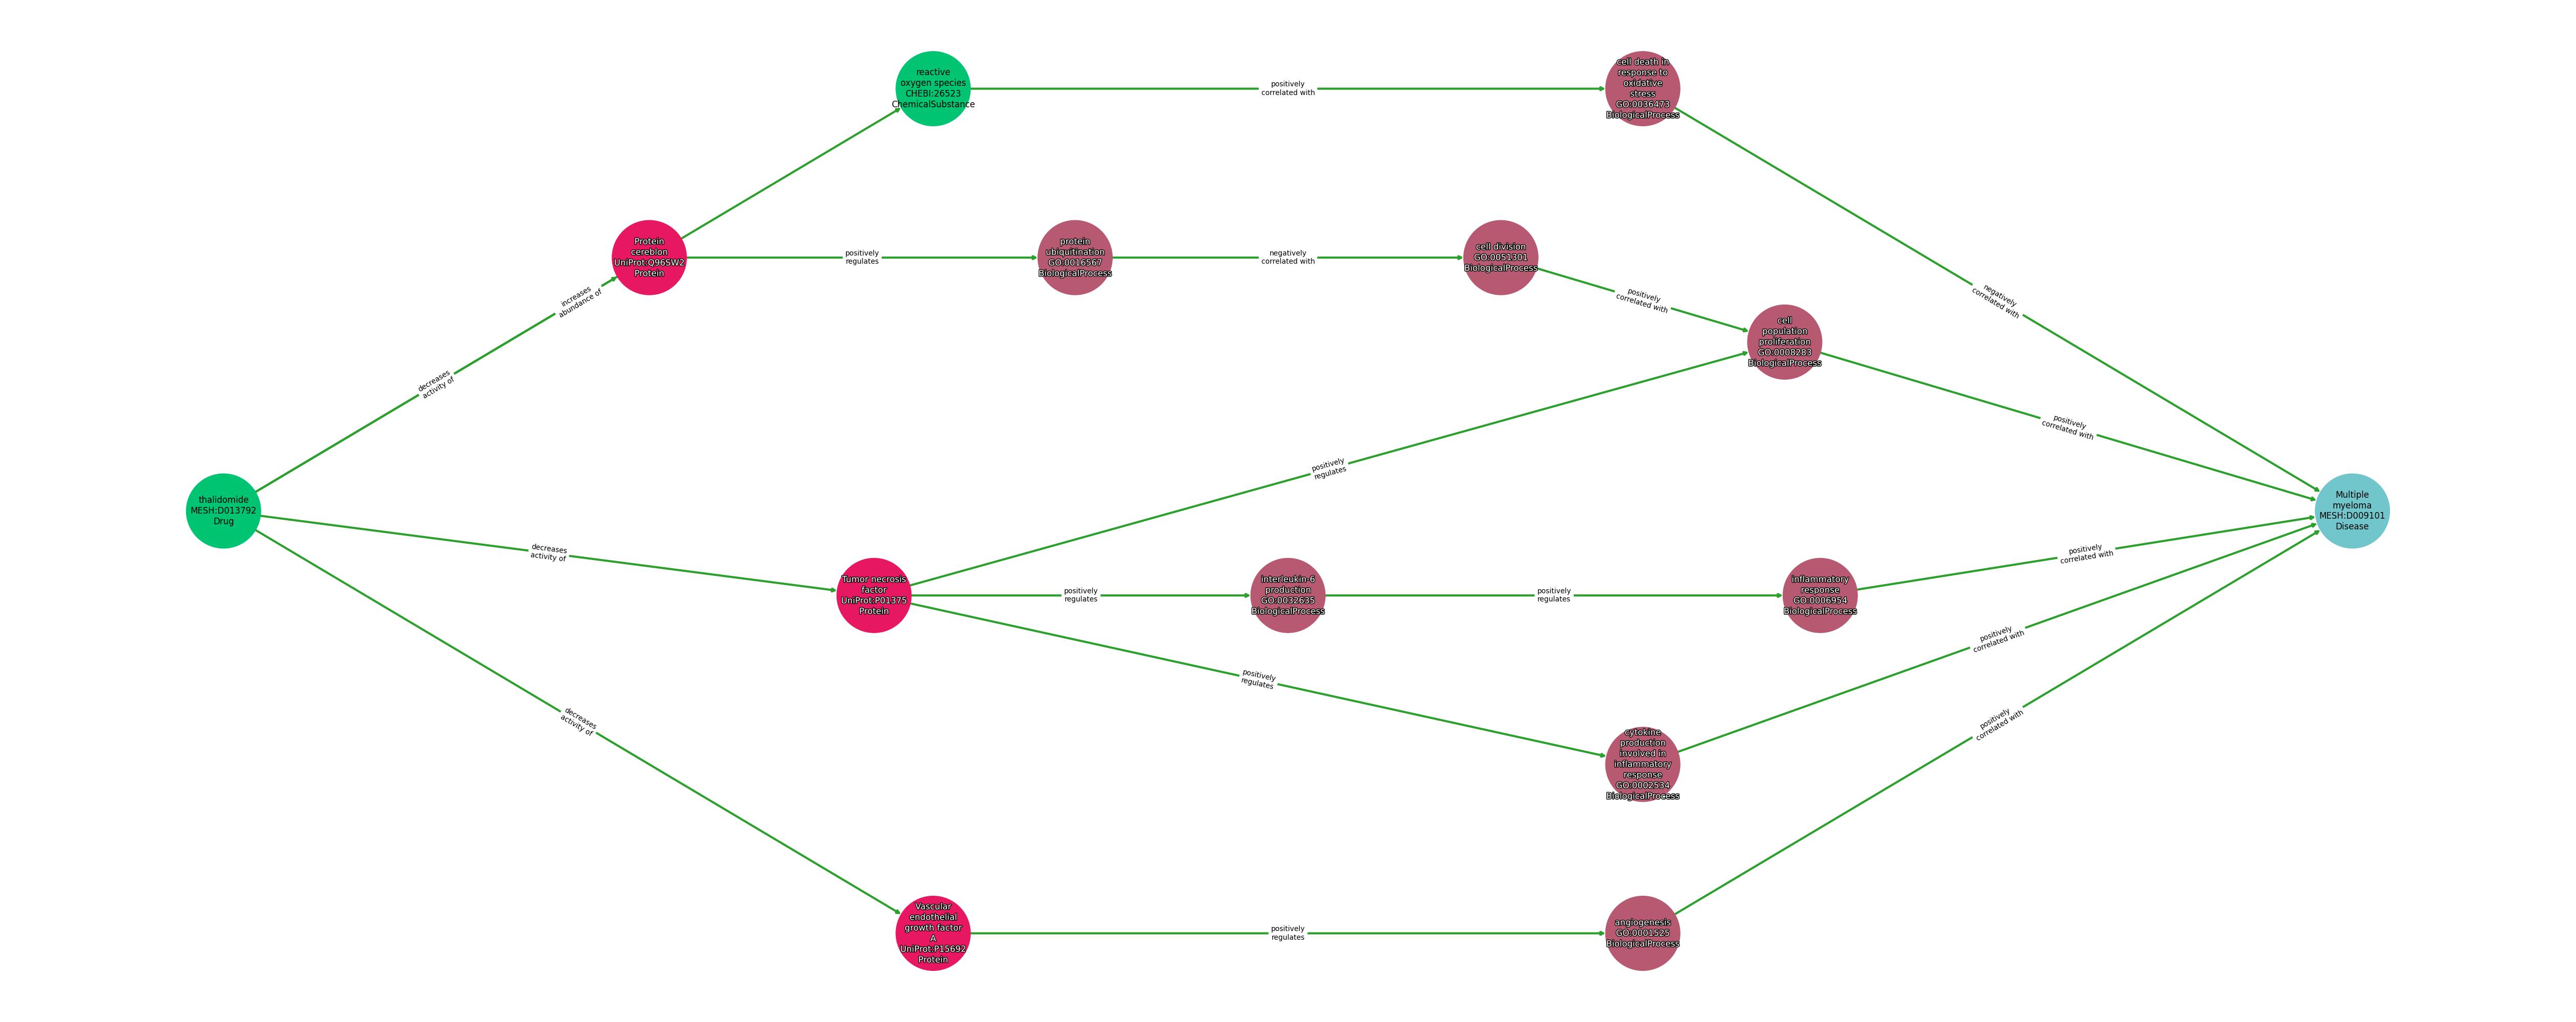 reactive
oxygen species
CHEBI:26523
ChemicalSubstance
positively
correlated with
cell death in
response to
oxidative
stress
GO:0036473
BiologicalProcess
Protein
cereblon
UniProt:Q96SW2
Protein
positively
regulates
protein
ubiquitination
GO:0016567
BiologicalProcess
negatively
correlated with
cell division
GO:0051301
BiologicalProcess
positively
correlated with
negatively
correlated with
increases
abundance of
cell
population
proliferation
GO:0008283
BiologicalProcess
decreases
activity of
positively
correlated with
positively
regulates
thalidomide
MESH:D013792
Drug
Multiple
myeloma
MESH:D009101
Disease
decreases
activity of
positively
correlated with
Tumor necrosis
factor
UniProt:P01375
Protein
positively
regulates
interleukin-6
production
GO:0032635
BiologicalProcess
positively
regulates
inflammatory
response
GO:0006954
BiologicalProcess
positively
correlated with
positively
regulates
decreases
activity of
positively
correlated with
cytokine
production
involved in
inflammatory
response
GO:0002534
BiologicalProcess
Vascular
endothelial
growth factor
A
UniProt:P15692
Protein
positively
regulates
angiogenesis
GO:0001525
BiologicalProcess